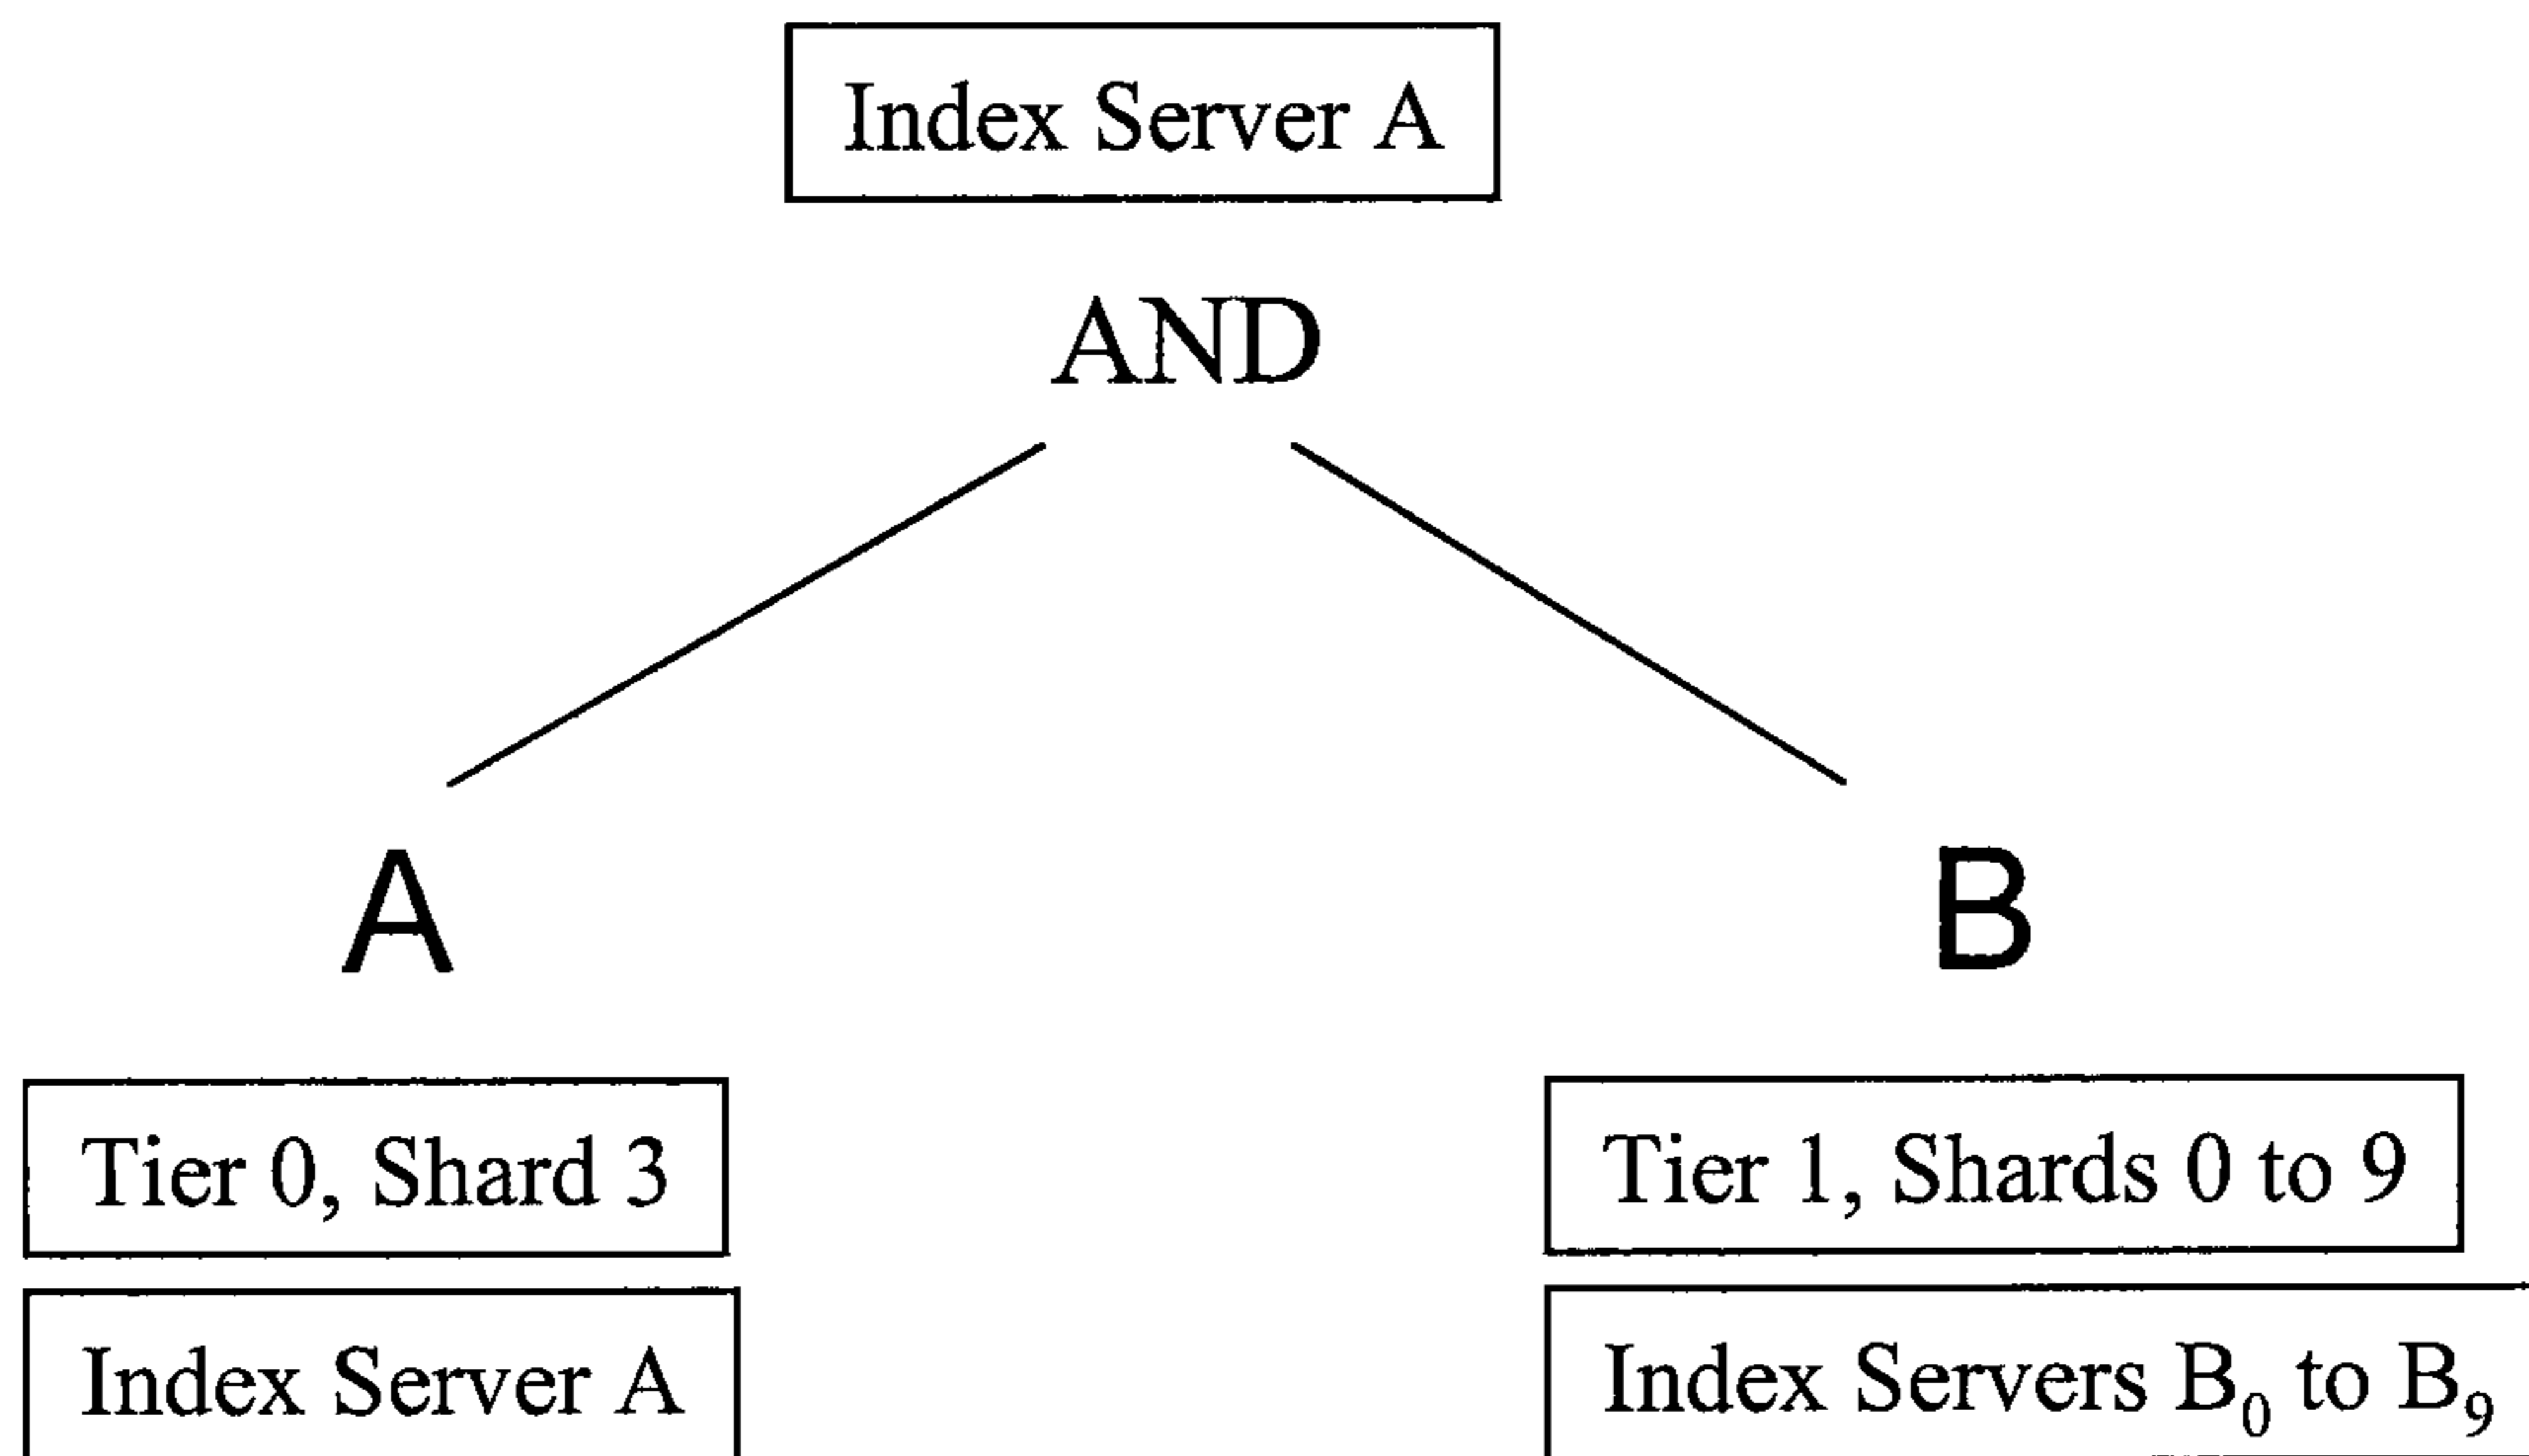 Index Server A
AND
A
B
Tier 0, Shard 3
Tier 1, Shards 0 to 9
Index Server A
Index Servers B₀ to B₉